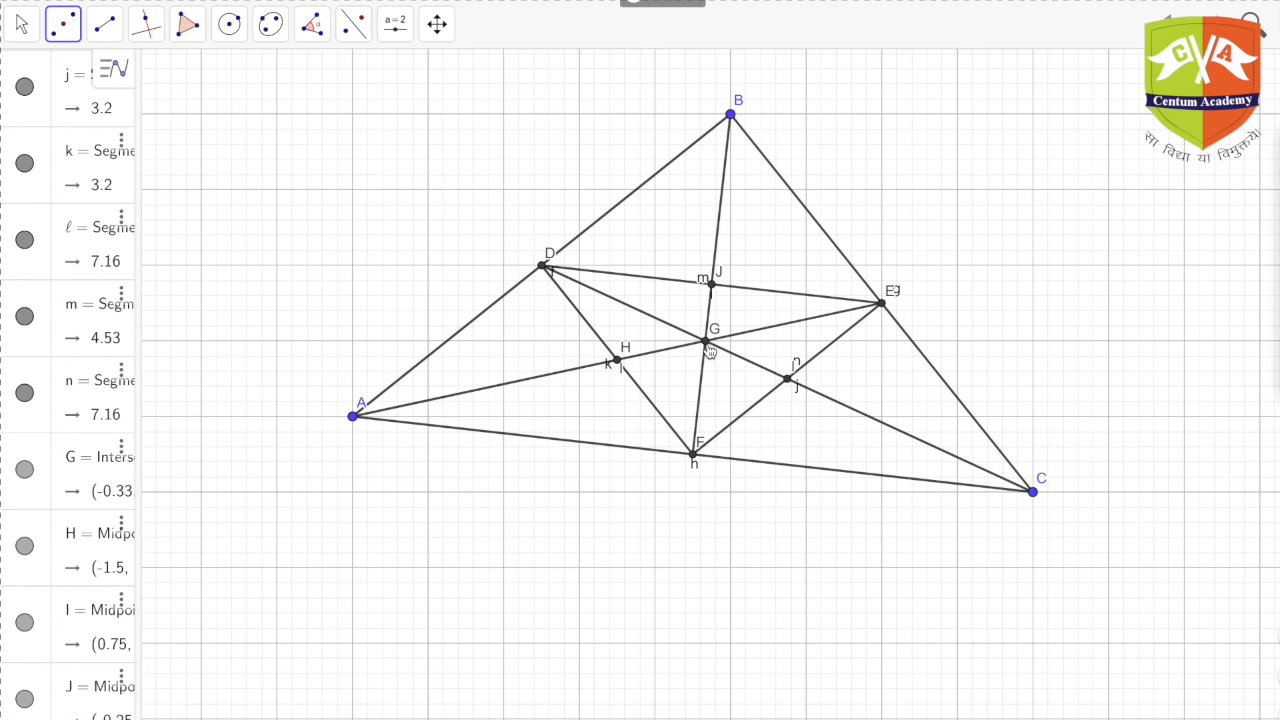 a=2
j =
→ 3.2
k = Segme
→ 3.2
ℓ = Segme
→ 7.16
m = Segm
→ 4.53
n = Segme
→ 7.16
G = Inters
→ (-0.33
H = Midpo
→ (-1.5,
I = Midpoi
→ (0.75,
J = Midpo
B
D
m J
E
G
H
k
n
j
A
F
h
C
C A
Centum Academy
सा विद्या या विमुक्तये।